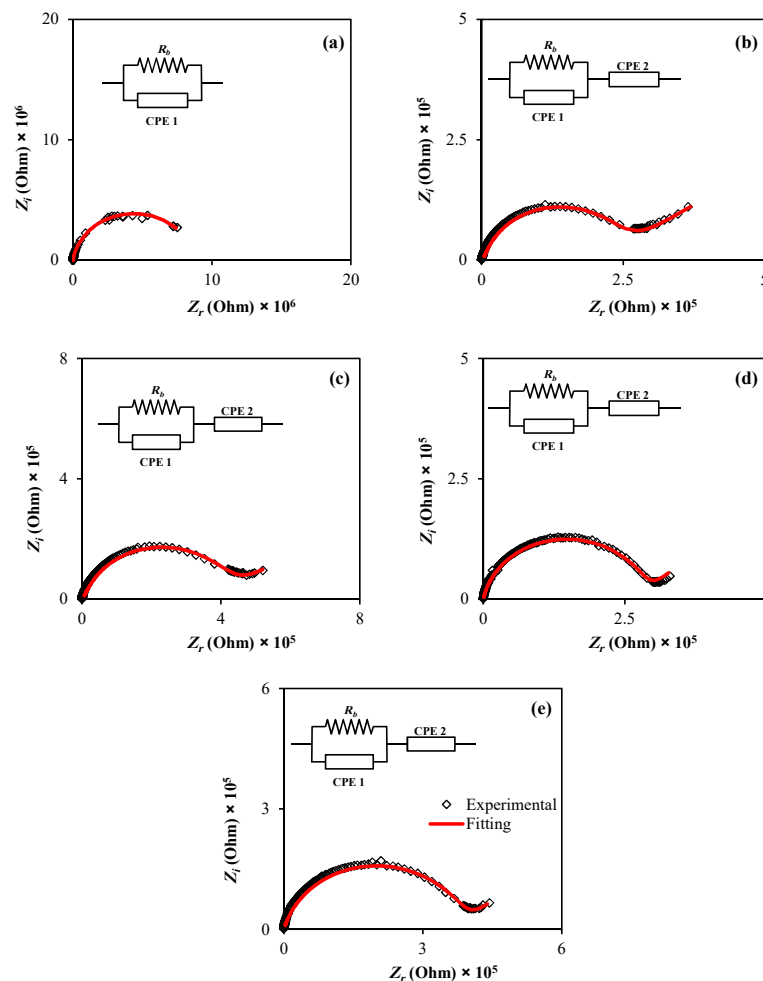 20
(a)
R_b
CPE 1
10
Z_i (Ohm) × 10^6
0
0
10
20
Z_r (Ohm) × 10^6
5
(b)
R_b
CPE 2
CPE 1
2.5
Z_i (Ohm) × 10^5
0
0
2.5
5
Z_r (Ohm) × 10^5
8
(c)
R_b
CPE 2
CPE 1
4
Z_i (Ohm) × 10^5
0
0
4
8
Z_r (Ohm) × 10^5
5
(d)
R_b
CPE 2
CPE 1
2.5
Z_i (Ohm) × 10^5
0
0
2.5
Z_r (Ohm) × 10^5
6
(e)
R_b
CPE 2
CPE 1
3
Experimental
Fitting
Z_i (Ohm) × 10^5
0
0
3
6
Z_r (Ohm) × 10^5